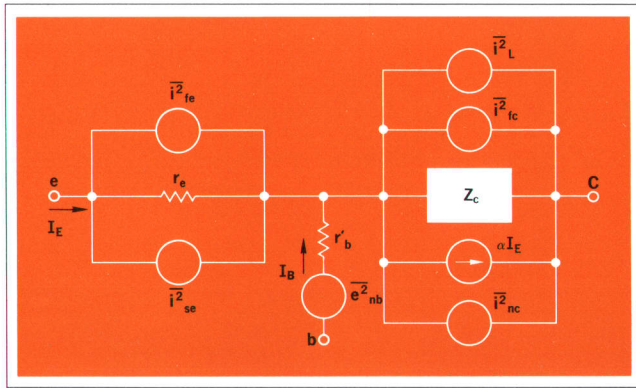 i²L
i²fe
i²fc
e
re
Zc
C
IE
r′b
αIE
IB
i²se
e²nb
i²nc
b